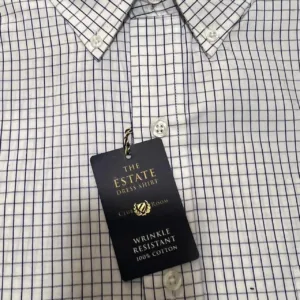 THE
ESTATE
DRESS SHIRT
WRINKLE
RESISTANT
100% COTTON